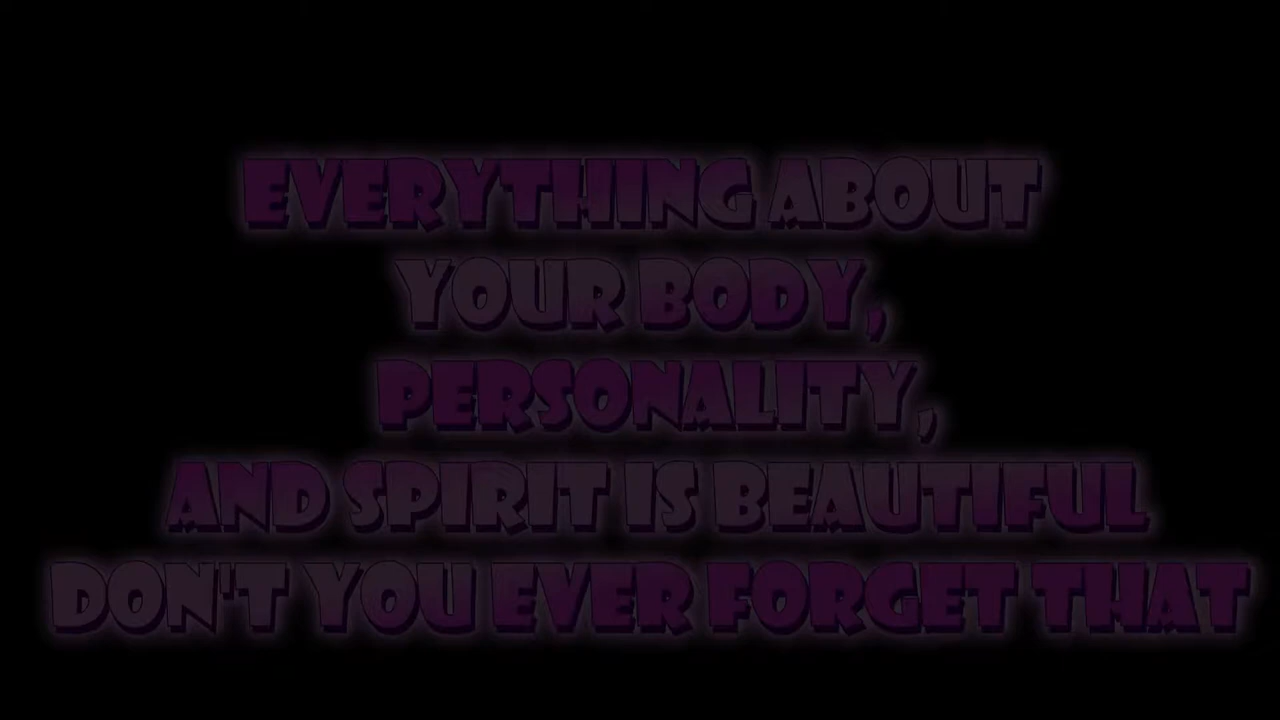 EVERYTHING ABOUT
YOUR BODY,
PERSONALITY,
AND SPIRIT IS BEAUTIFUL
DON'T YOU EVER FORGET THAT